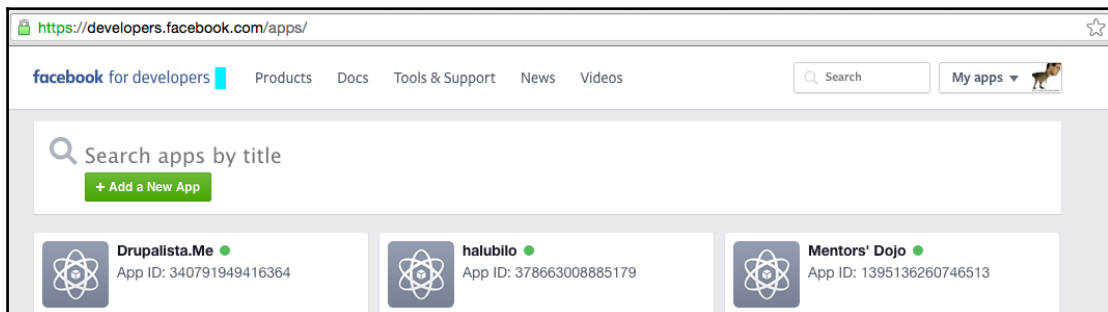 https://developers.facebook.com/apps/
facebook for developers Products Docs Tools & Support News Videos Search My apps
Search apps by title
+ Add a New App
Drupalista.Me halubilo Mentors' Dojo
App ID: 340791949416364 App ID: 378663008885179 App ID: 1395136260746513